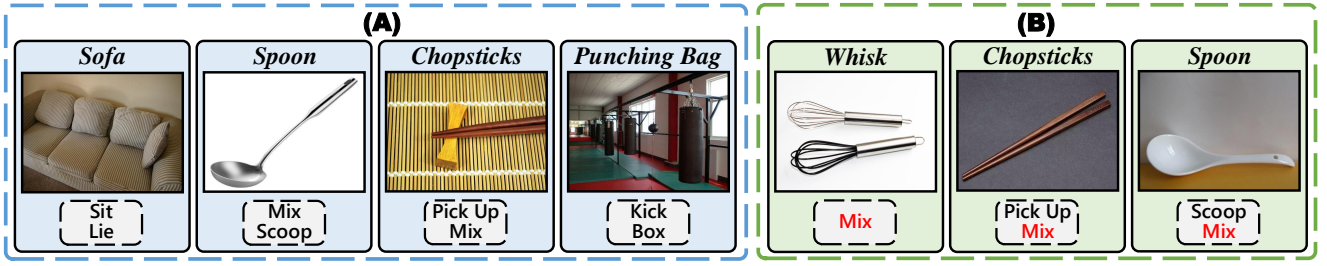 (A)
Sofa
Sit
Lie
Spoon
Mix
Scoop
Chopsticks
Pick Up
Mix
Punching Bag
Kick
Box
(B)
Whisk
Mix
Chopsticks
Pick Up
Mix
Spoon
Scoop
Mix